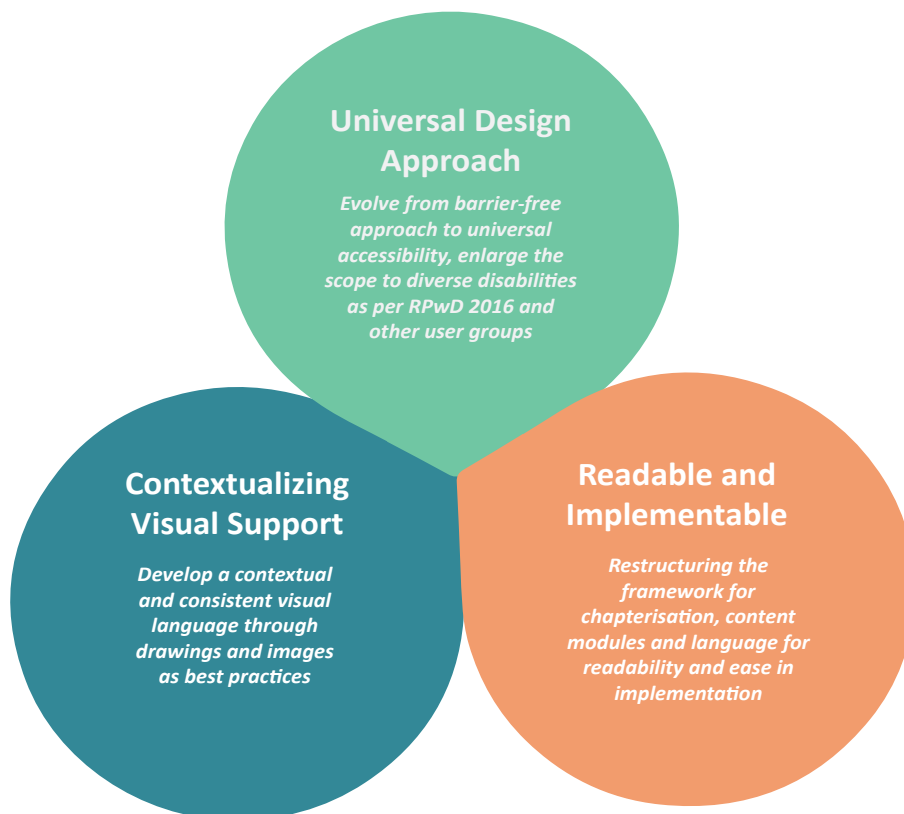 Universal Design
Approach
Evolve from barrier-free
approach to universal
accessibility, enlarge the
scope to diverse disabilities
as per RPwD 2016 and
other user groups
Contextualizing
Visual Support
Develop a contextual
and consistent visual
language through
drawings and images
as best practices
Readable and
Implementable
Restructuring the
framework for
chapterisation, content
modules and language for
readability and ease in
implementation